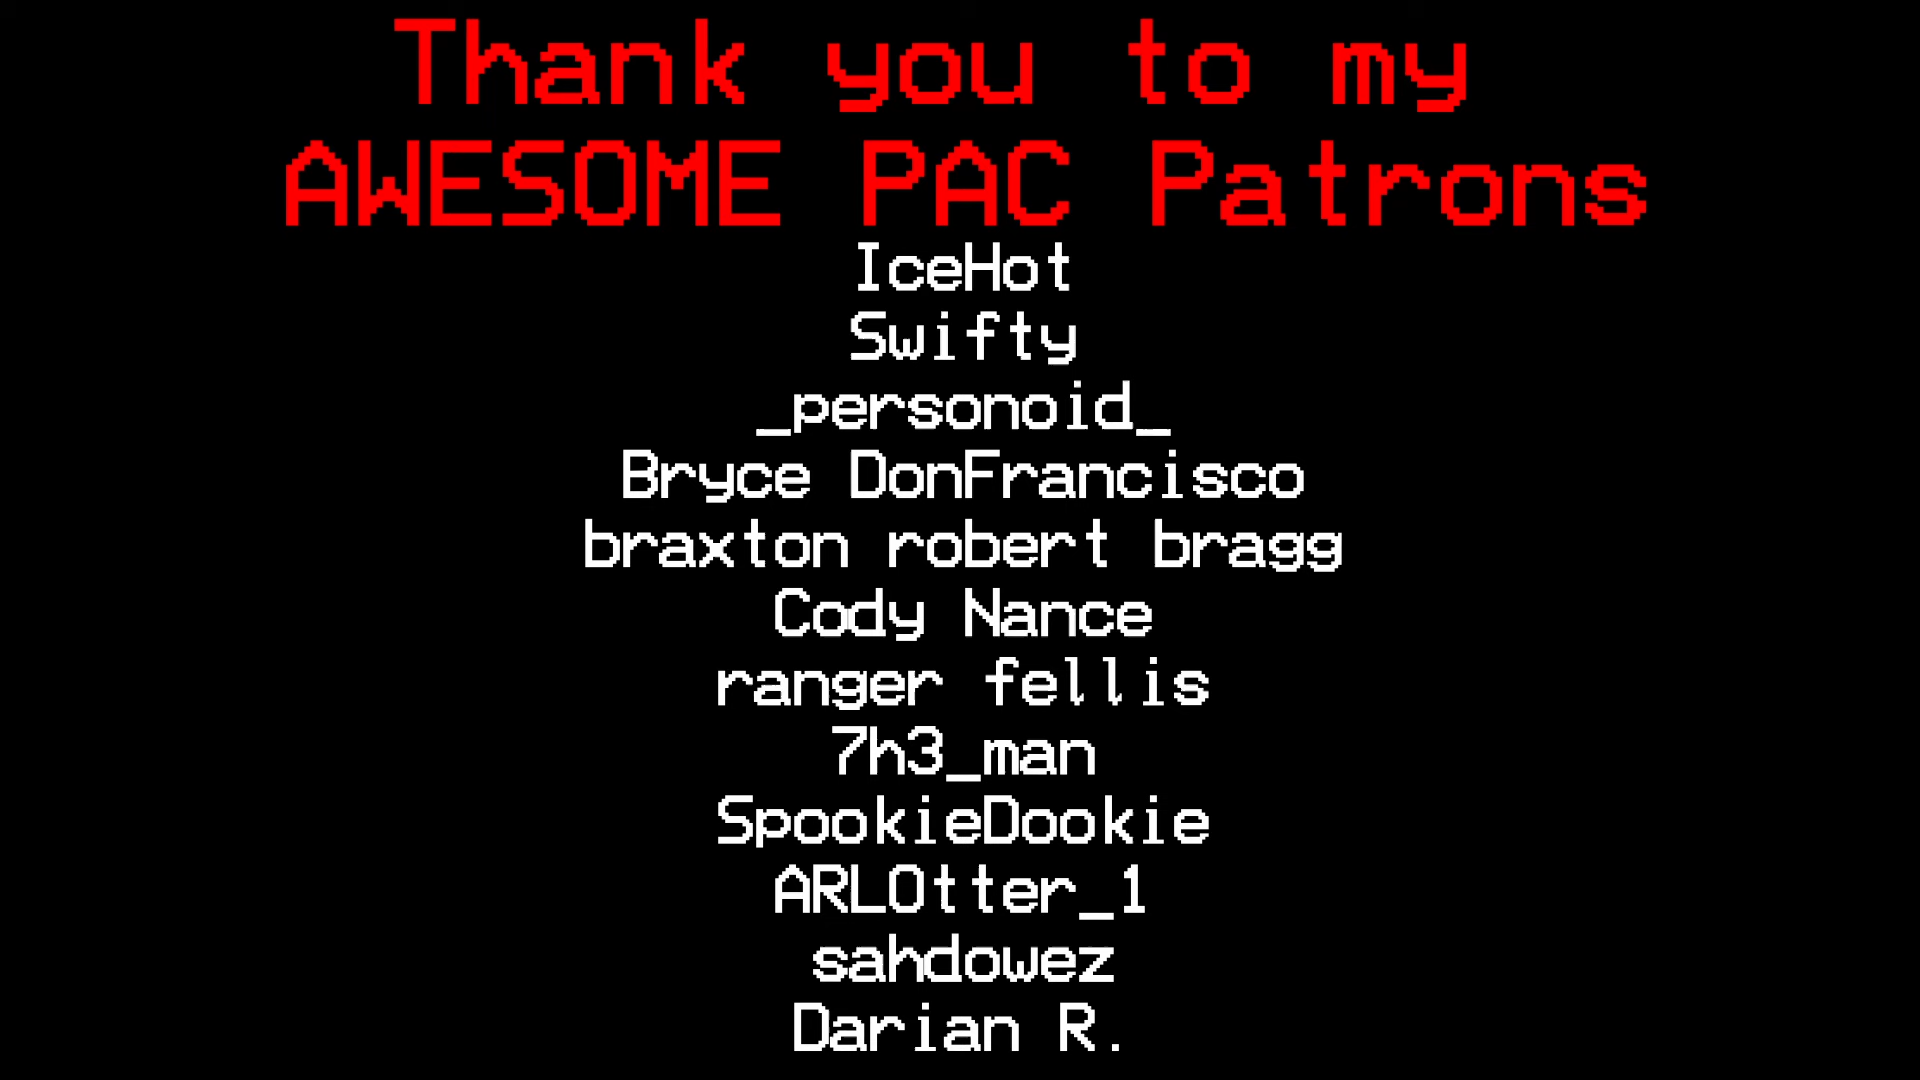 Thank you to my
AWESOME PAC Patrons
IceHot
Swifty
_personoid_
Bryce DonFrancisco
braxton robert bragg
Cody Nance
ranger fellis
7h3_man
SpookieDookie
ARLOtter_1
sahdowez
Darian R.